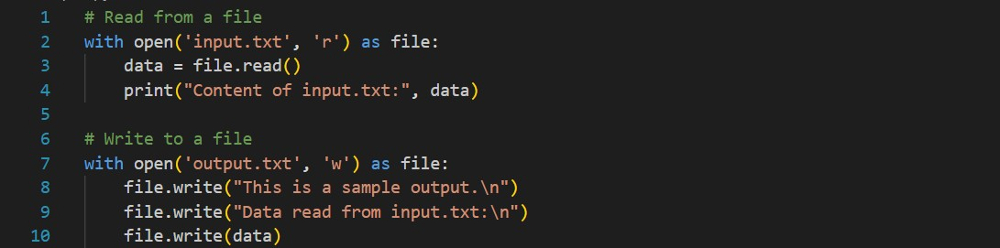 1 # Read from a file
2 with open('input.txt', 'r') as file:
3 data = file.read()
4 print("Content of input.txt:", data)
5
6 # Write to a file
7 with open('output.txt', 'w') as file:
8 file.write("This is a sample output.\n")
9 file.write("Data read from input.txt:\n")
10 file.write(data)